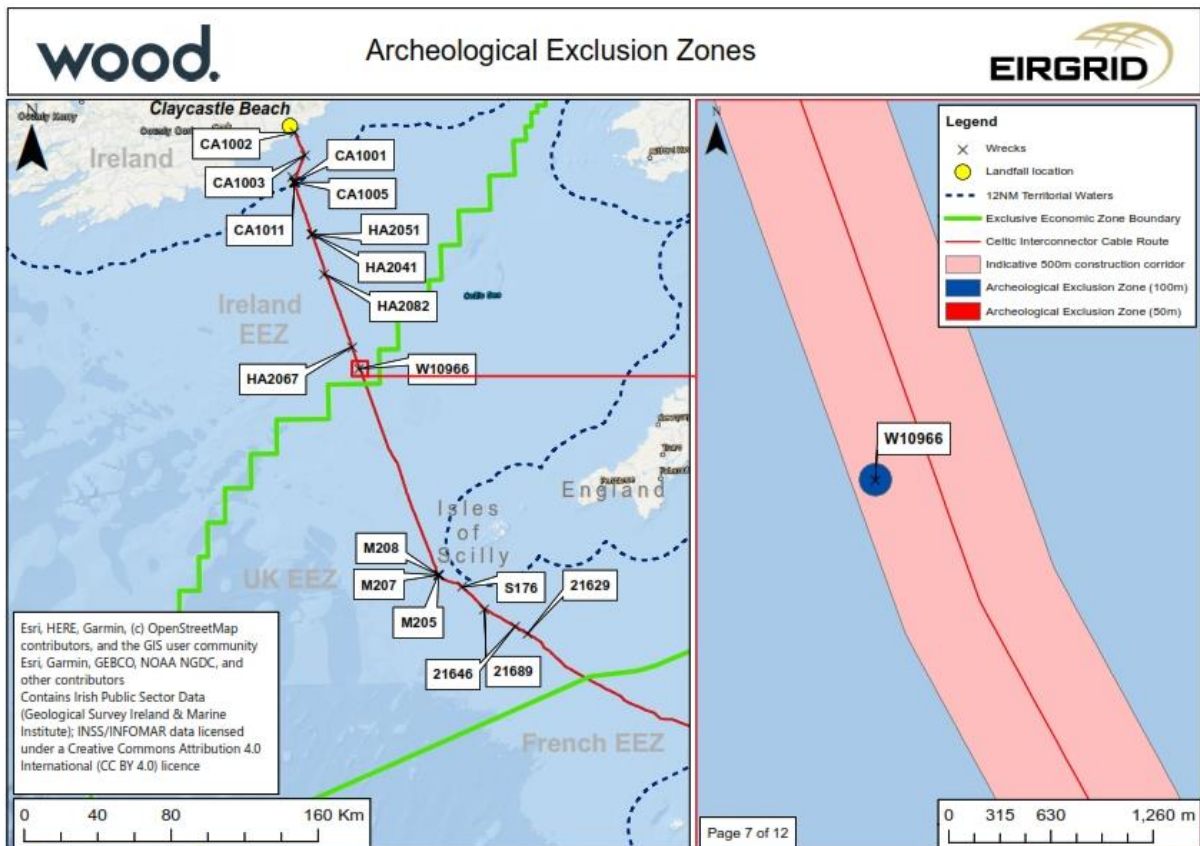 wood.
Archeological Exclusion Zones
EIRGRID
N
Claycastle Beach
Ireland
CA1002
CA1001
CA1003
CA1005
CA1011
HA2051
HA2041
HA2082
Ireland
EEZ
Celtic Sea
HA2067
W10966
England
Isles
of
Scilly
M208
M207
M205
UK EEZ
S176
21629
21646
21689
French EEZ
Esri, HERE, Garmin, (c) OpenStreetMap
contributors, and the GIS user community
Esri, Garmin, GEBCO, NOAA NGDC, and
other contributors
Contains Irish Public Sector Data
(Geological Survey Ireland & Marine
Institute); INSS/INFOMAR data licensed
under a Creative Commons Attribution 4.0
International (CC BY 4.0) licence
0 40 80 160 Km
N
Legend
Wrecks
Landfall location
12NM Territorial Waters
Exclusive Economic Zone Boundary
Celtic Interconnector Cable Route
Indicative 500m construction corridor
Archeological Exclusion Zone (100m)
Archeological Exclusion Zone (50m)
W10966
Page 7 of 12
0 315 630 1,260 m